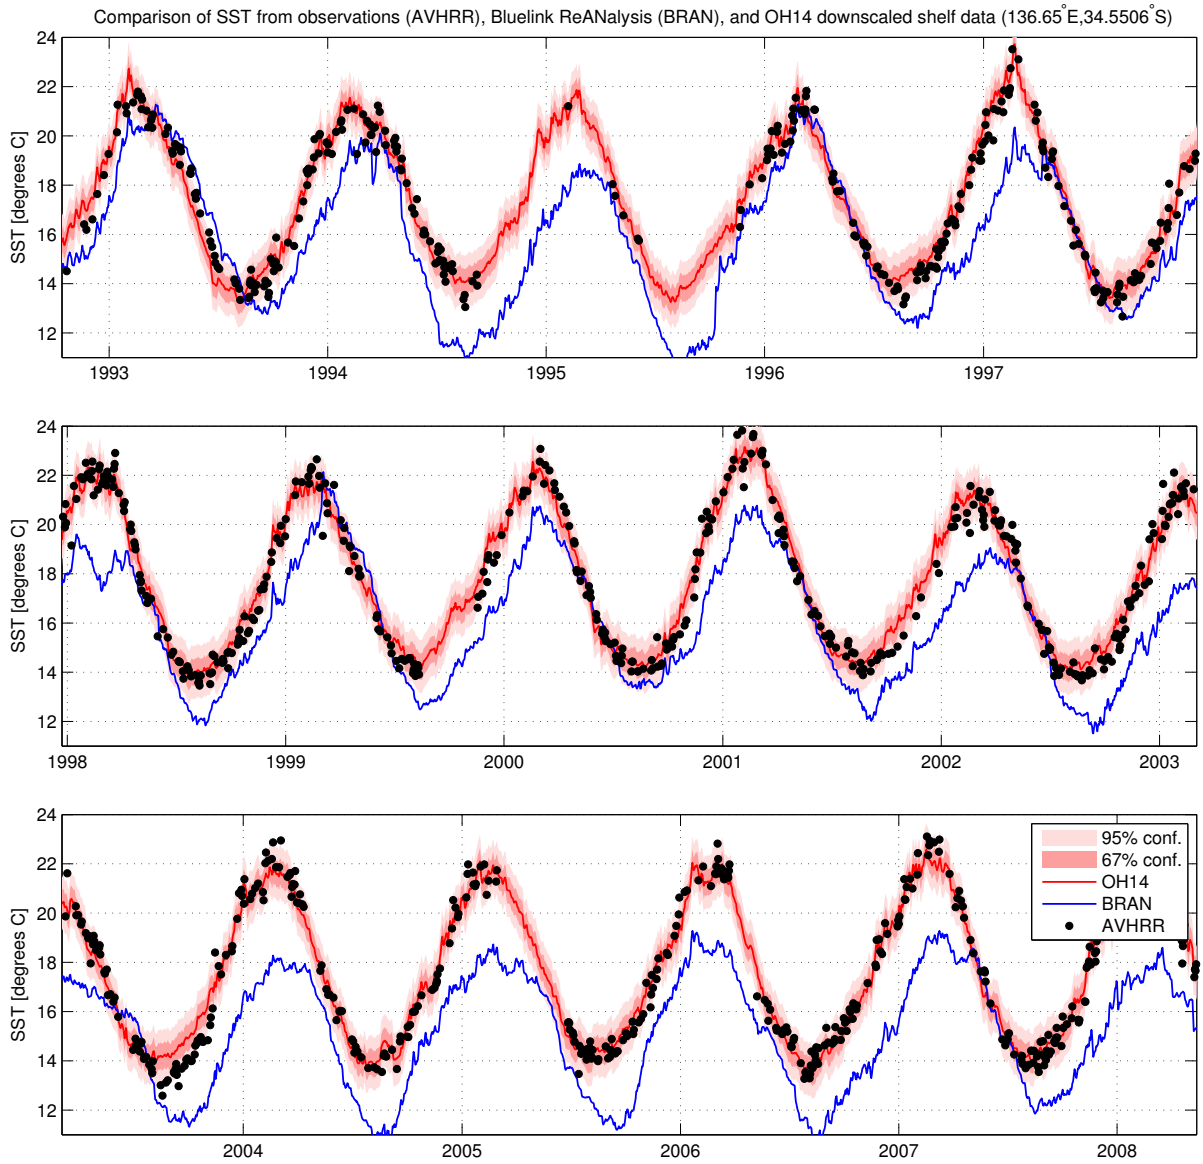 Comparison of SST from observations (AVHRR), Bluelink ReANalysis (BRAN), and OH14 downscaled shelf data (136.65°E,34.5506°S)
24
22
20
18
16
14
12
SST [degrees C]
1993 1994 1995 1996 1997
24
22
20
18
16
14
12
SST [degrees C]
1998 1999 2000 2001 2002 2003
24
22
20
18
16
14
12
SST [degrees C]
95% conf.
67% conf.
OH14
BRAN
AVHRR
2004 2005 2006 2007 2008